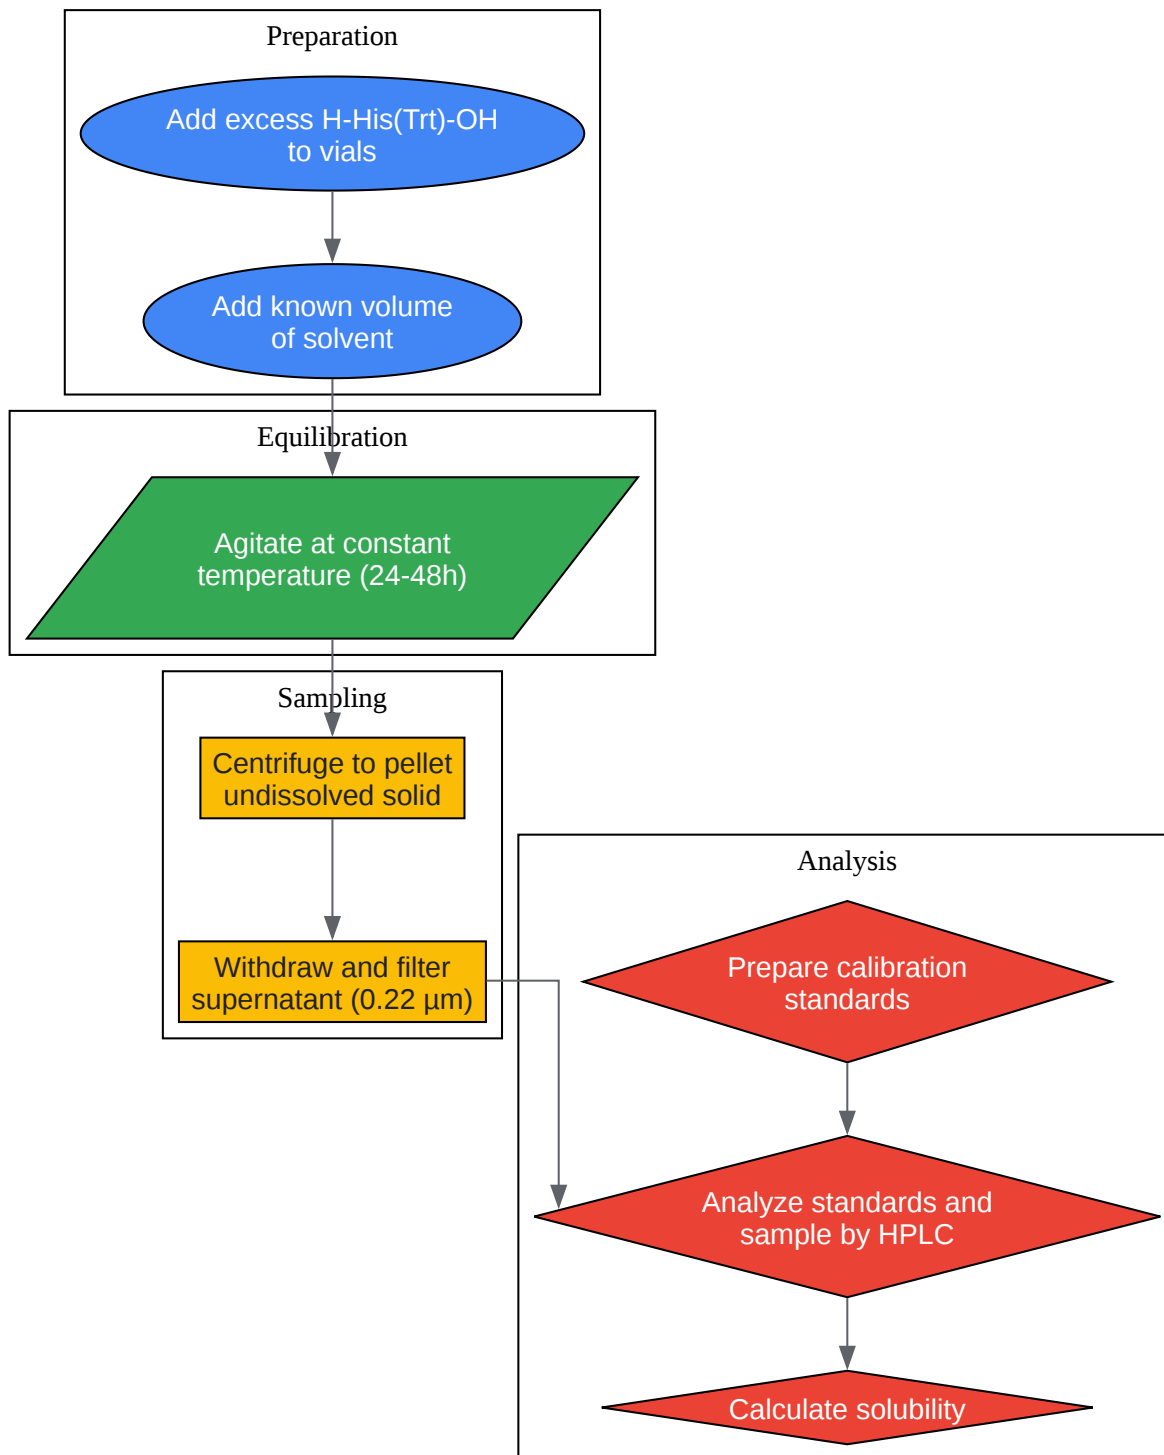 Preparation
Add excess H-His(Trt)-OH
to vials
Add known volume
of solvent
Equilibration
Agitate at constant
temperature (24-48h)
Sampling
Centrifuge to pellet
undissolved solid
Withdraw and filter
supernatant (0.22 µm)
Analysis
Prepare calibration
standards
Analyze standards and
sample by HPLC
Calculate solubility